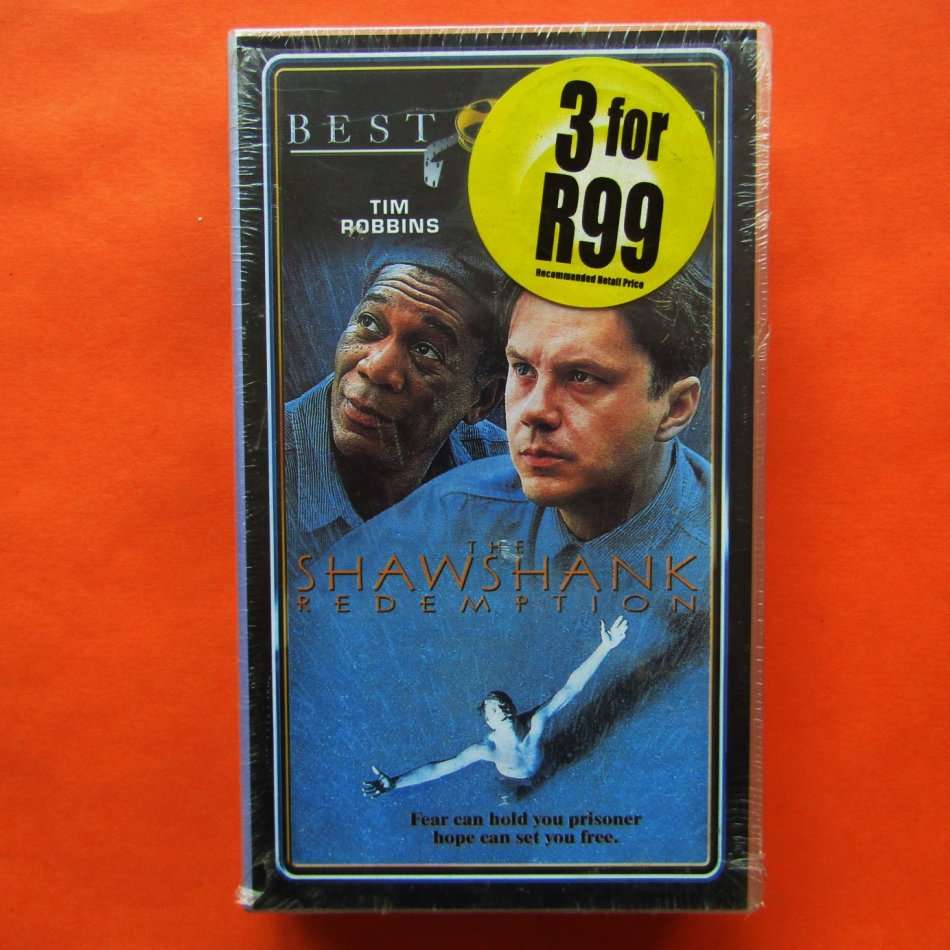 BEST
3 for
R99
Recommended Retail Price
TIM
ROBBINS
THE
SHAWSHANK
REDEMPTION
Fear can hold you prisoner
hope can set you free.